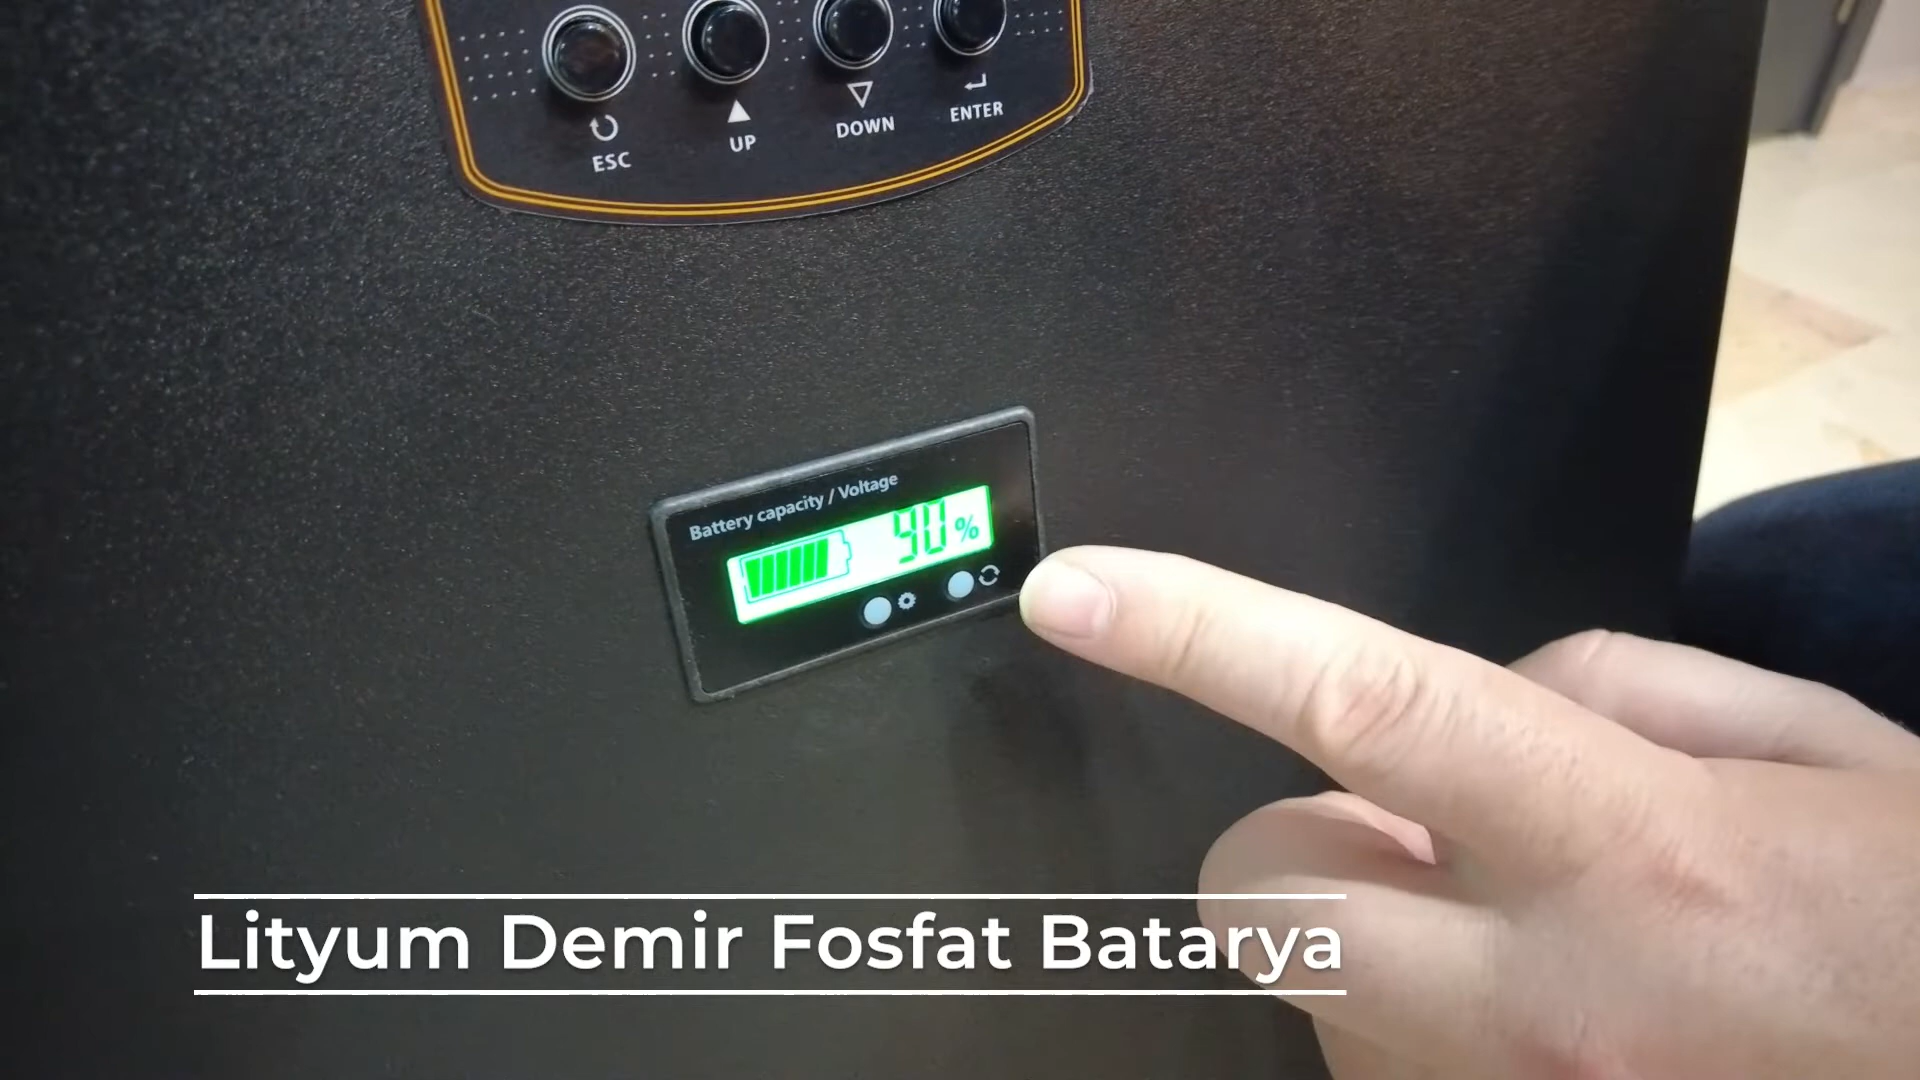 ESC
UP
DOWN
ENTER
Battery capacity / Voltage
90 %
Lityum Demir Fosfat Batarya